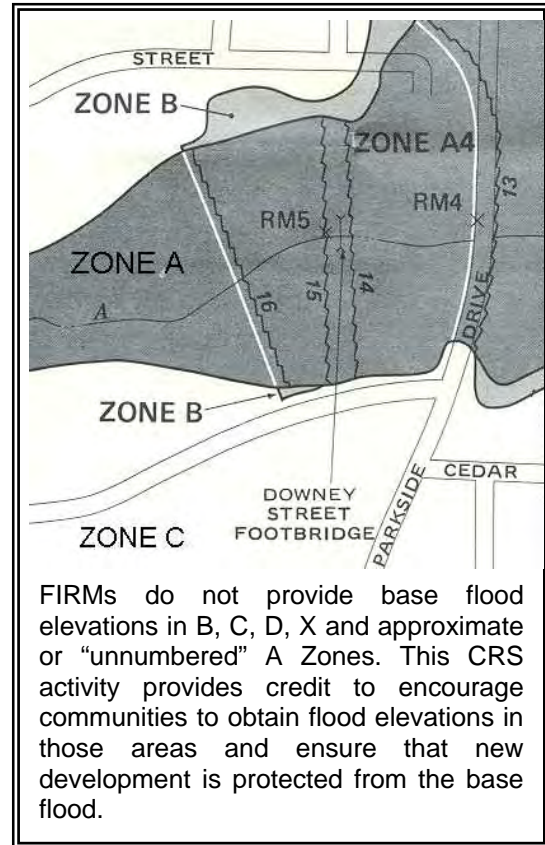 STREET
ZONE B
ZONE A4
RM5
RM4
13
ZONE A
A
16
15
14
DRIVE
ZONE B
CEDAR
DOWNEY
STREET
FOOTBRIDGE
PARKSIDE
ZONE C
FIRMs do not provide base flood
elevations in B, C, D, X and approximate
or “unnumbered” A Zones. This CRS
activity provides credit to encourage
communities to obtain flood elevations in
those areas and ensure that new
development is protected from the base
flood.